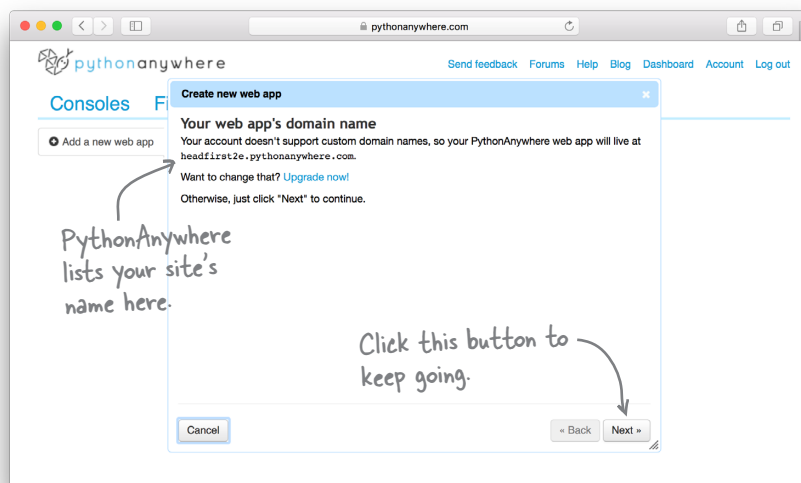 pythonanywhere.com
pythonanywhere
Send feedback Forums Help Blog Dashboard Account Log out
Consoles Fi
Create new web app ×
Add a new web app
Your web app's domain name
Your account doesn't support custom domain names, so your PythonAnywhere web app will live at
headfirst2e.pythonanywhere.com.
Want to change that? Upgrade now!
Otherwise, just click "Next" to continue.
PythonAnywhere
lists your site's
name here.
Click this button to
keep going.
Cancel « Back Next »